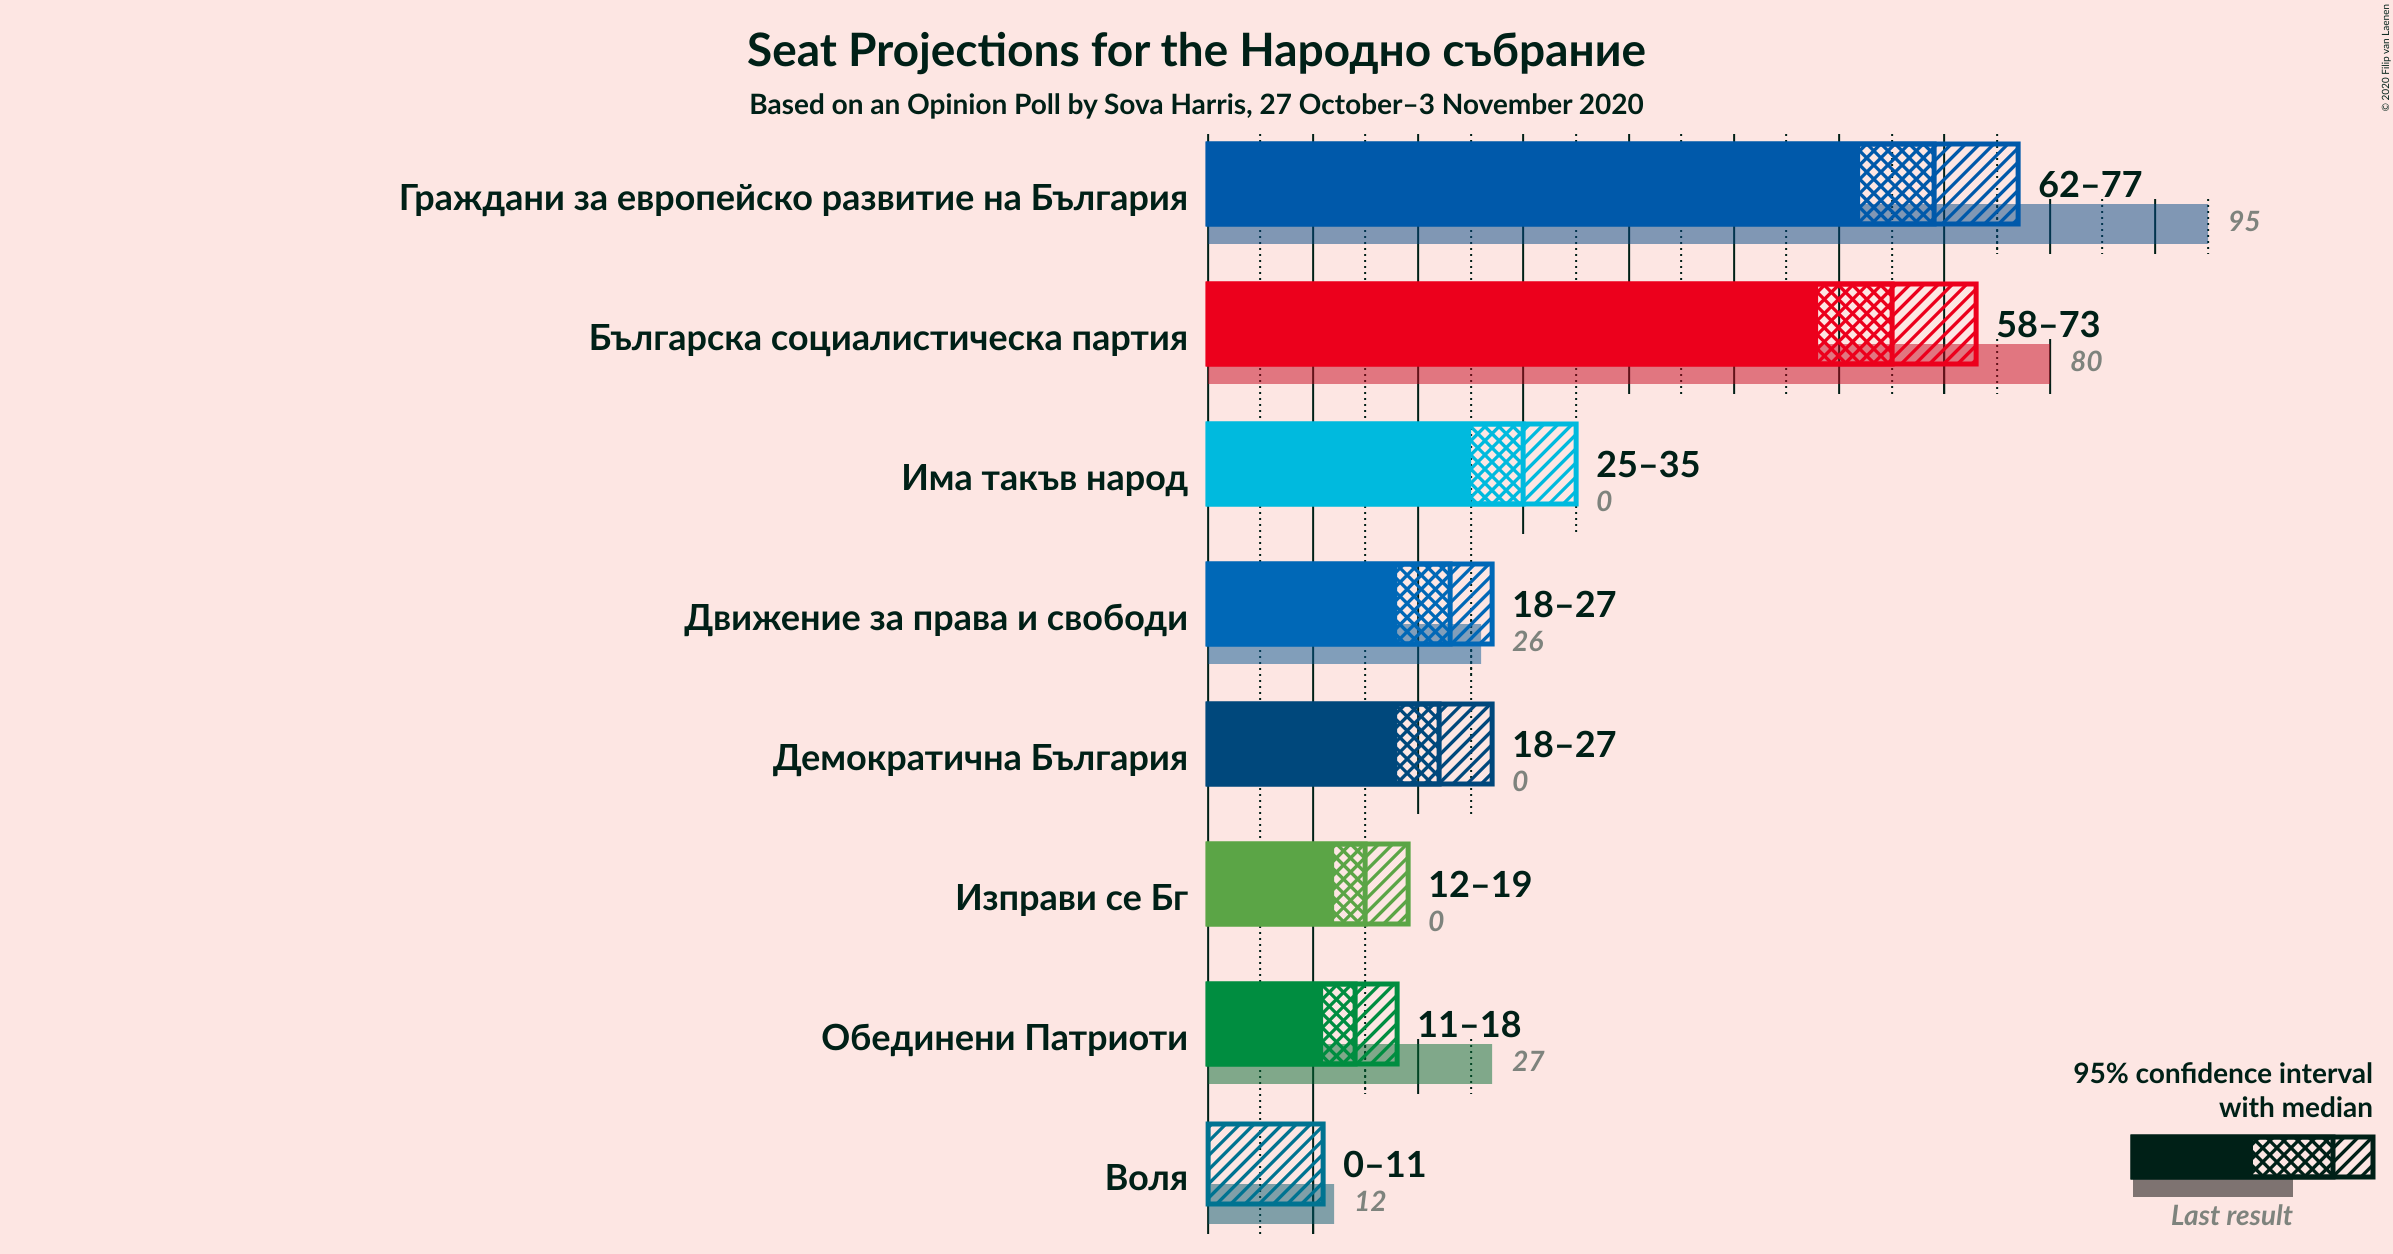 Seat Projections for the Народно събрание
Based on an Opinion Poll by Sova Harris, 27 October–3 November 2020
© 2020 Filip van Laenen
Граждани за европейско развитие на България
62–77
95
Българска социалистическа партия
58–73
80
Има такъв народ
25–35
0
Движение за права и свободи
18–27
26
Демократична България
18–27
0
Изправи се Бг
12–19
0
Обединени Патриоти
11–18
27
Воля
0–11
12
95% confidence interval
with median
Last result